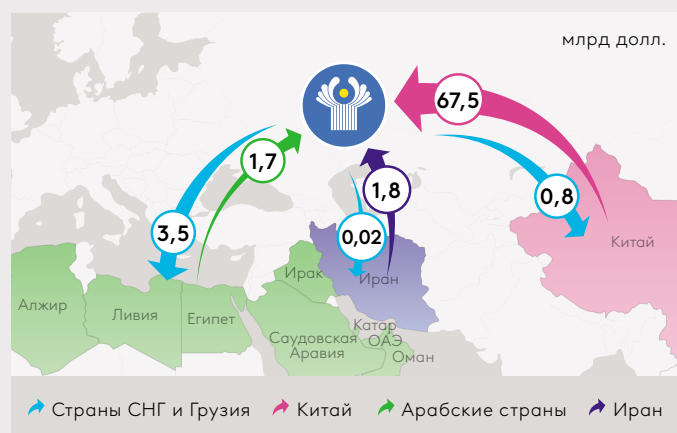 млрд долл.
67,5
1,7
1,8
0,8
3,5
0,02
Китай
Ирак
Иран
Алжир
Ливия
Египет
Катар
ОАЭ
Саудовская
Аравия
Оман
Страны СНГ и Грузия
Китай
Арабские страны
Иран